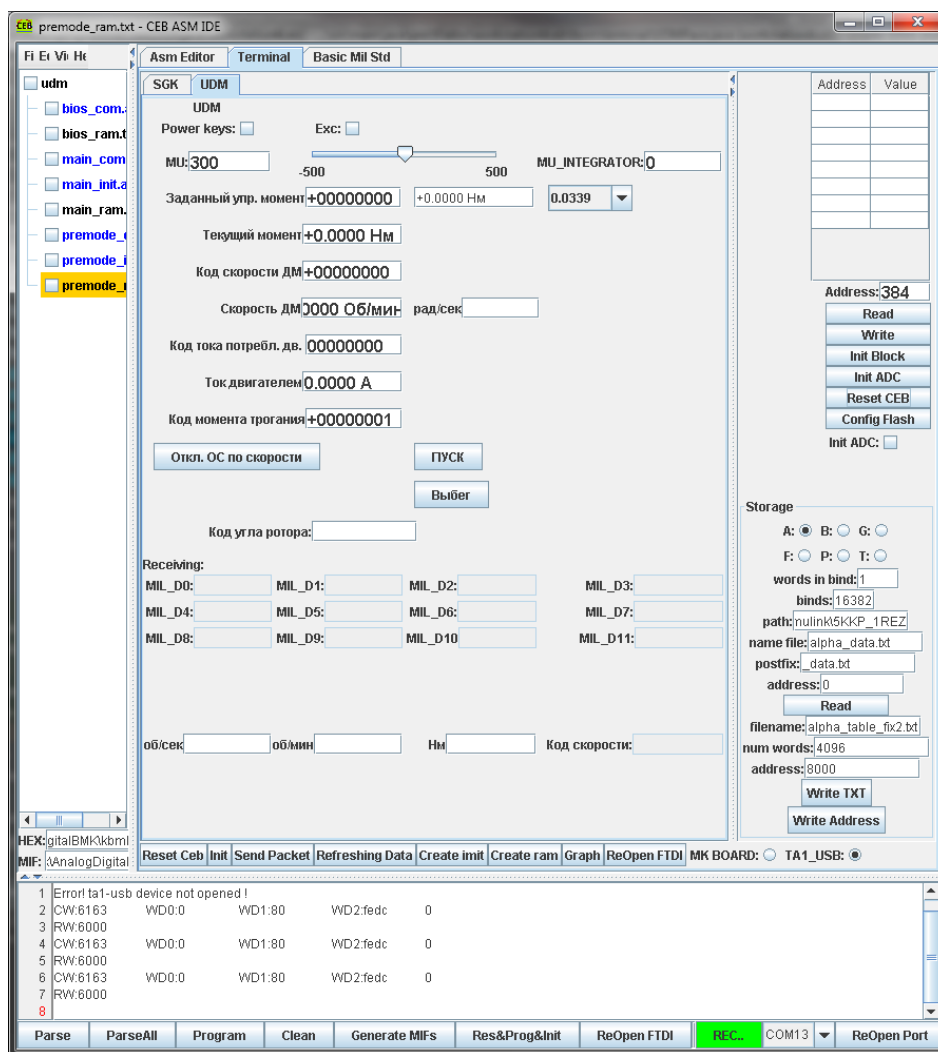 CEB premode_ram.txt - CEB ASM IDE
Asm Editor Terminal Basic Mil Std
udm
bios_com.
bios_ram.t
main_com
main_init.a
main_ram.
premode_
premode_i
premode_
SGK UDM
UDM
Power keys: Exc:
MU: 300 -500 500 MU_INTEGRATOR: 0
Заданный упр. момент +00000000 +0.0000 Нм 0.0339
Текущий момент +0.0000 Нм
Код скорости ДМ +00000000
Скорость ДМ 0000 Об/мин рад/сек
Код тока потребл. дв. 00000000
Ток двигателем 0.0000 А
Код момента трогания +00000001
Откл. ОС по скорости ПУСК
Выбег
Код угла ротора:
Receiving:
MIL_D0: MIL_D1: MIL_D2: MIL_D3:
MIL_D4: MIL_D5: MIL_D6: MIL_D7:
MIL_D8: MIL_D9: MIL_D10 MIL_D11:
об/сек об/мин Нм Код скорости:
Address Value
Address: 384
Read
Write
Init Block
Init ADC
Reset CEB
Config Flash
Init ADC:
Storage
A: B: G:
F: P: T:
words in bind: 1
binds: 16382
path: nulink\5KKP_1REZ
name file: alpha_data.txt
postfix: _data.txt
address: 0
Read
filename: alpha_table_fix2.txt
num words: 4096
address: 8000
Write TXT
Write Address
HEX: gitalBMK\kbml
MIF: :\AnalogDigital
Reset Ceb Init Send Packet Refreshing Data Create imit Create ram Graph ReOpen FTDI MK BOARD: TA1_USB:
1 Error! ta1-usb device not opened !
2 CW:6163 WD0:0 WD1:80 WD2:fedc 0
3 RW:6000
4 CW:6163 WD0:0 WD1:80 WD2:fedc 0
5 RW:6000
6 CW:6163 WD0:0 WD1:80 WD2:fedc 0
7 RW:6000
8
Parse ParseAll Program Clean Generate MIFs Res&Prog&Init ReOpen FTDI REC.. COM13 ReOpen Port